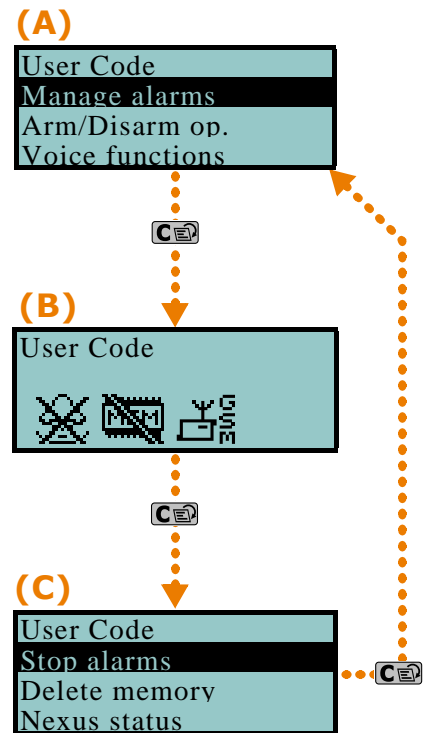 (A)
User Code
Manage alarms
Arm/Disarm op.
Voice functions
C
(B)
User Code
MEM
GSM
C
(C)
User Code
Stop alarms
C
Delete memory
Nexus status